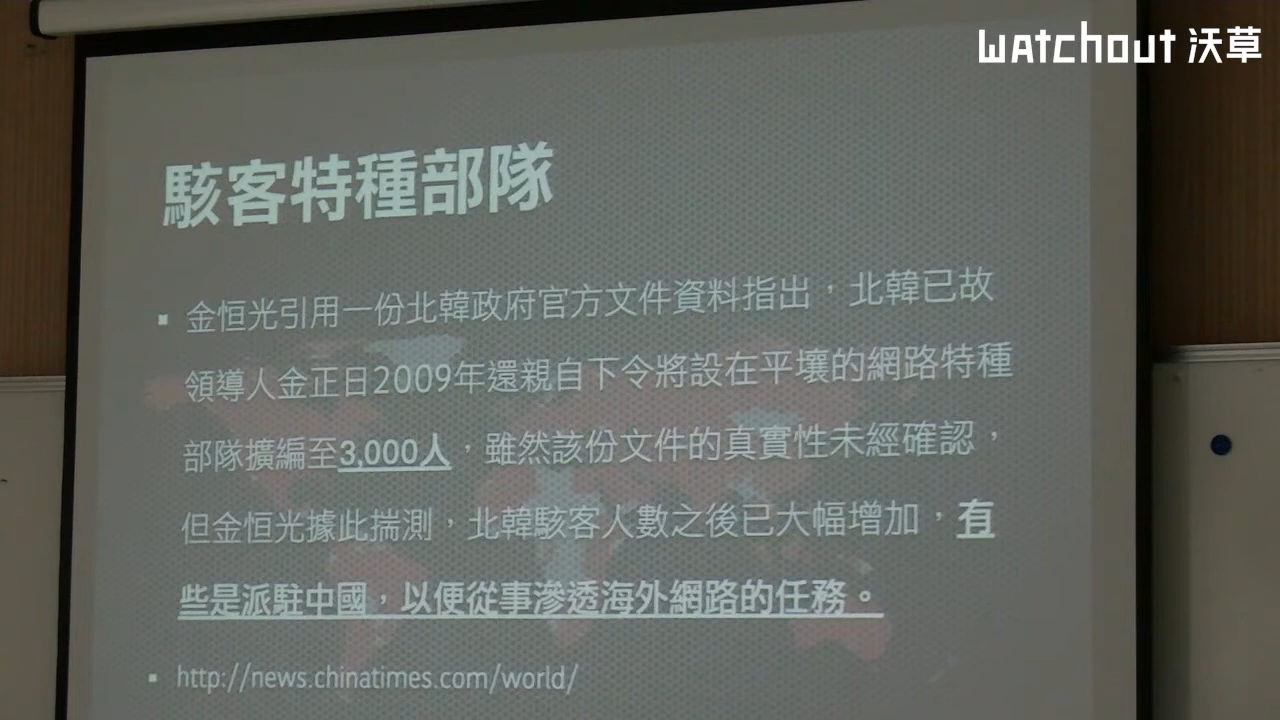 WATCHOUT 沃草
駭客特種部隊
▪ 金恒光引用一份北韓政府官方文件資料指出，北韓已故
領導人金正日2009年還親自下令將設在平壤的網路特種
部隊擴編至3,000人，雖然該份文件的真實性未經確認，
但金恒光據此揣測，北韓駭客人數之後已大幅增加，有
些是派駐中國，以便從事滲透海外網路的任務。
▪ http://news.chinatimes.com/world/